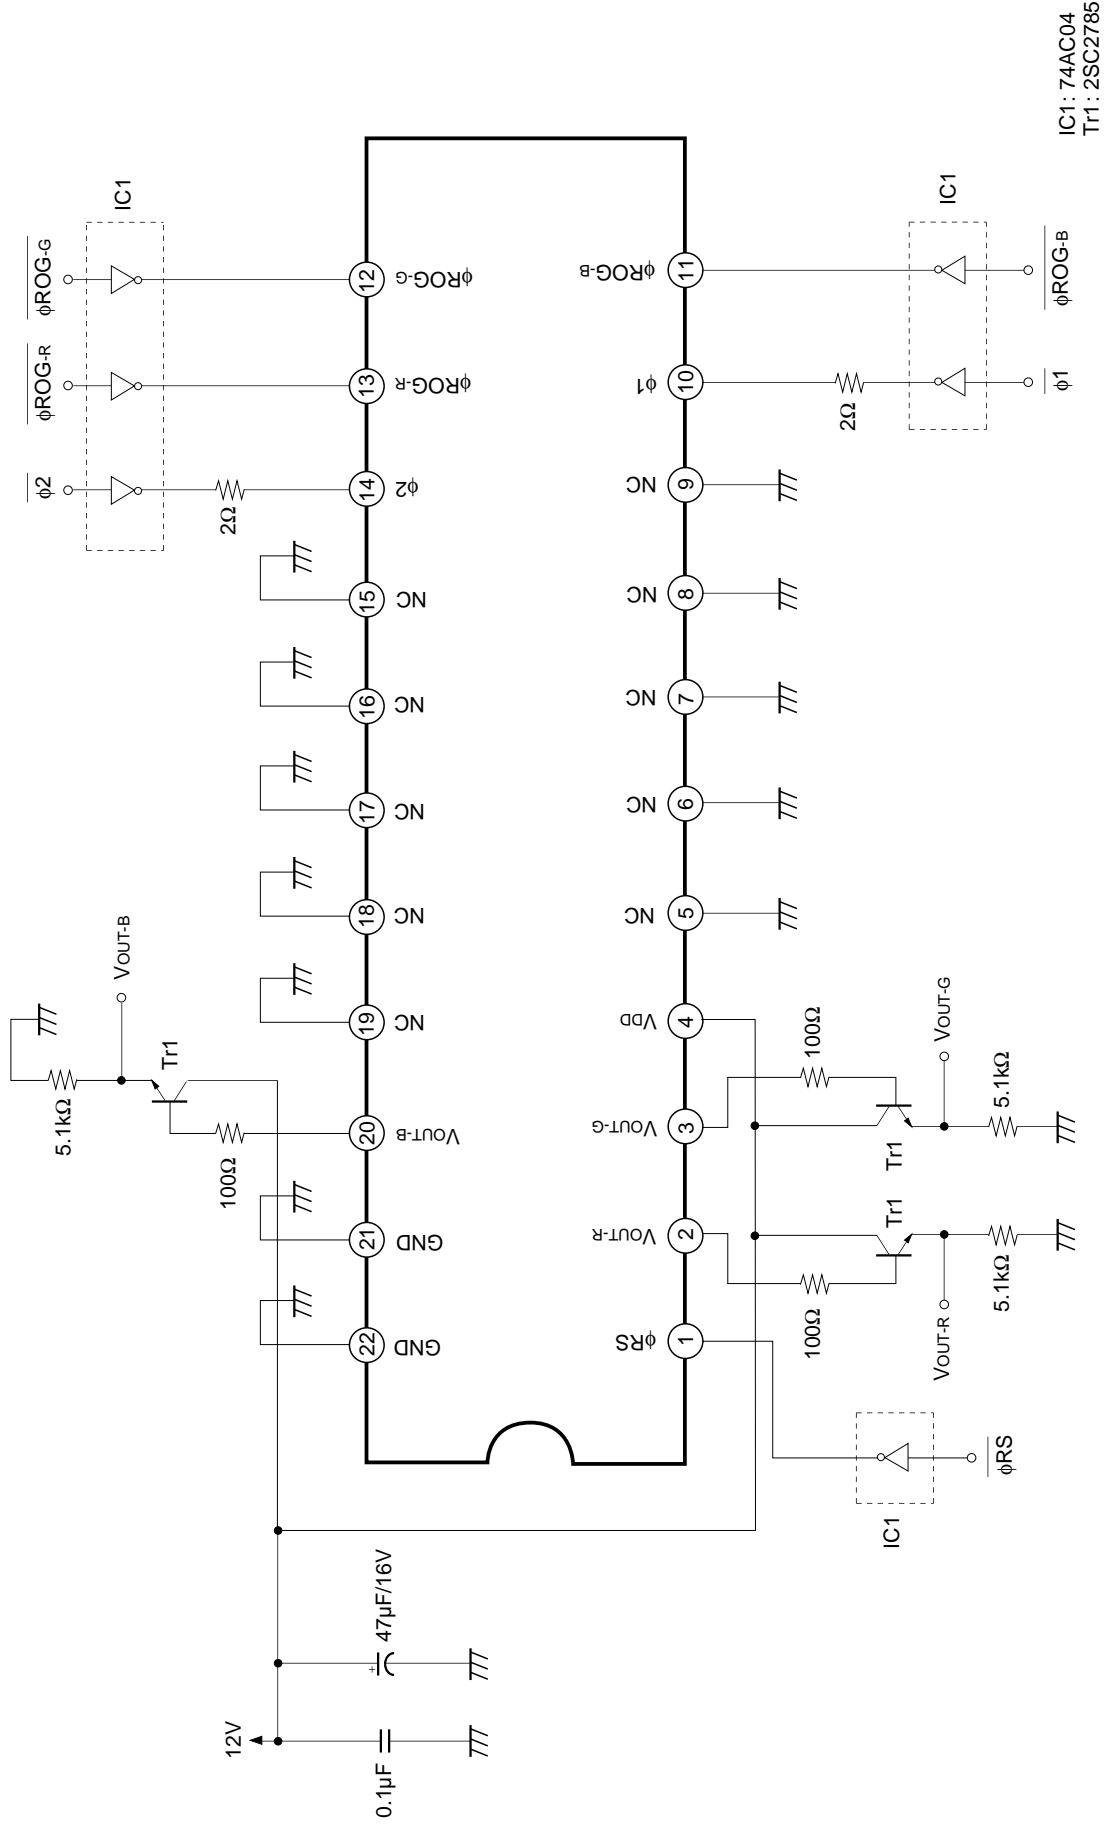 12V
0.1µF
47µF/16V
5.1kΩ
VOUT-B
Tr1
100Ω
2Ω
φ2
φROG-R
φROG-G
IC1
22
21
20
19
18
17
16
15
14
13
12
GND
GND
VOUT-B
NC
NC
NC
NC
NC
φ2
φROG-R
φROG-G
φRS
VOUT-R
VOUT-G
VDD
NC
NC
NC
NC
NC
φ1
φROG-B
1
2
3
4
5
6
7
8
9
10
11
IC1
φRS
100Ω
Tr1
VOUT-R
5.1kΩ
100Ω
Tr1
VOUT-G
5.1kΩ
2Ω
IC1
φ1
φROG-B
IC1 : 74AC04
Tr1 : 2SC2785
+